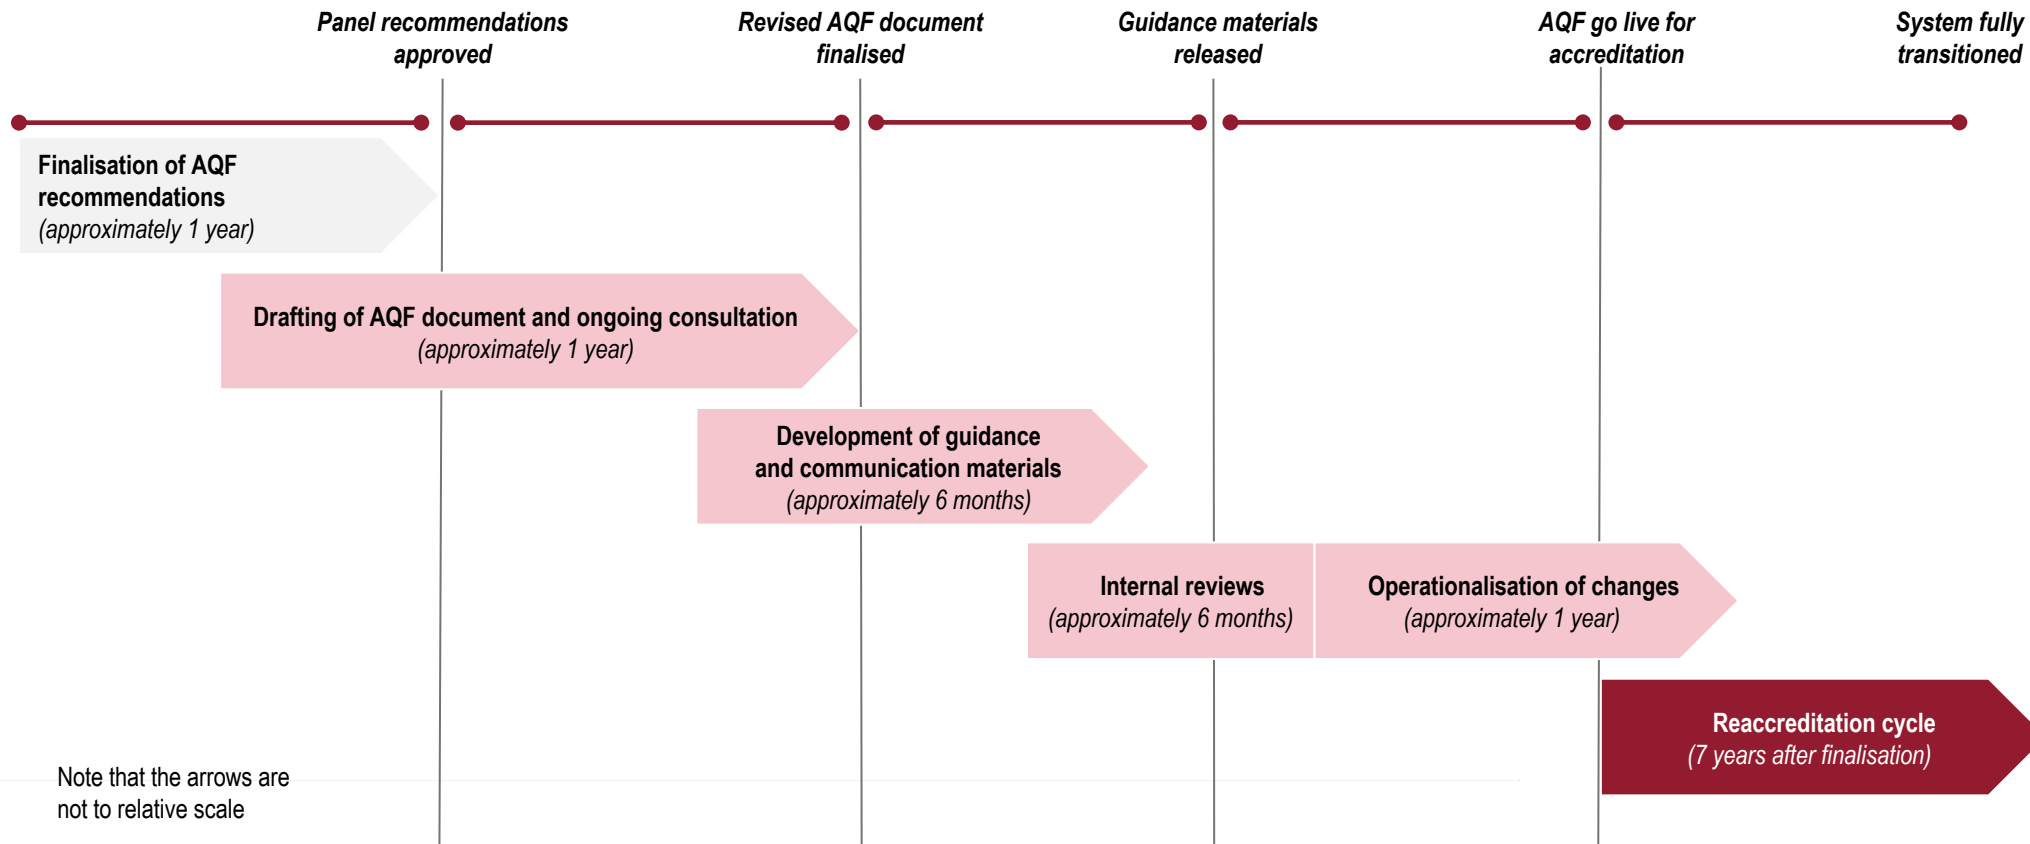 Panel recommendations
approved
Revised AQF document
finalised
Guidance materials
released
AQF go live for
accreditation
System fully
transitioned
Finalisation of AQF
recommendations
(approximately 1 year)
Drafting of AQF document and ongoing consultation
(approximately 1 year)
Development of guidance
and communication materials
(approximately 6 months)
Internal reviews
(approximately 6 months)
Operationalisation of changes
(approximately 1 year)
Reaccreditation cycle
(7 years after finalisation)
Note that the arrows are
not to relative scale